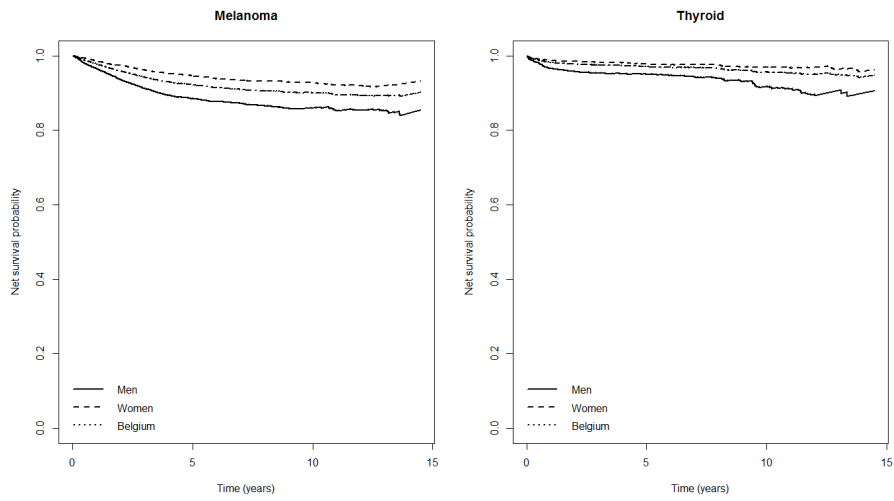 Melanoma
Net survival probability
1.0
0.8
0.6
0.4
0.2
0.0
Men
Women
Belgium
0 5 10 15
Time (years)
Thyroid
Net survival probability
1.0
0.8
0.6
0.4
0.2
0.0
Men
Women
Belgium
0 5 10 15
Time (years)